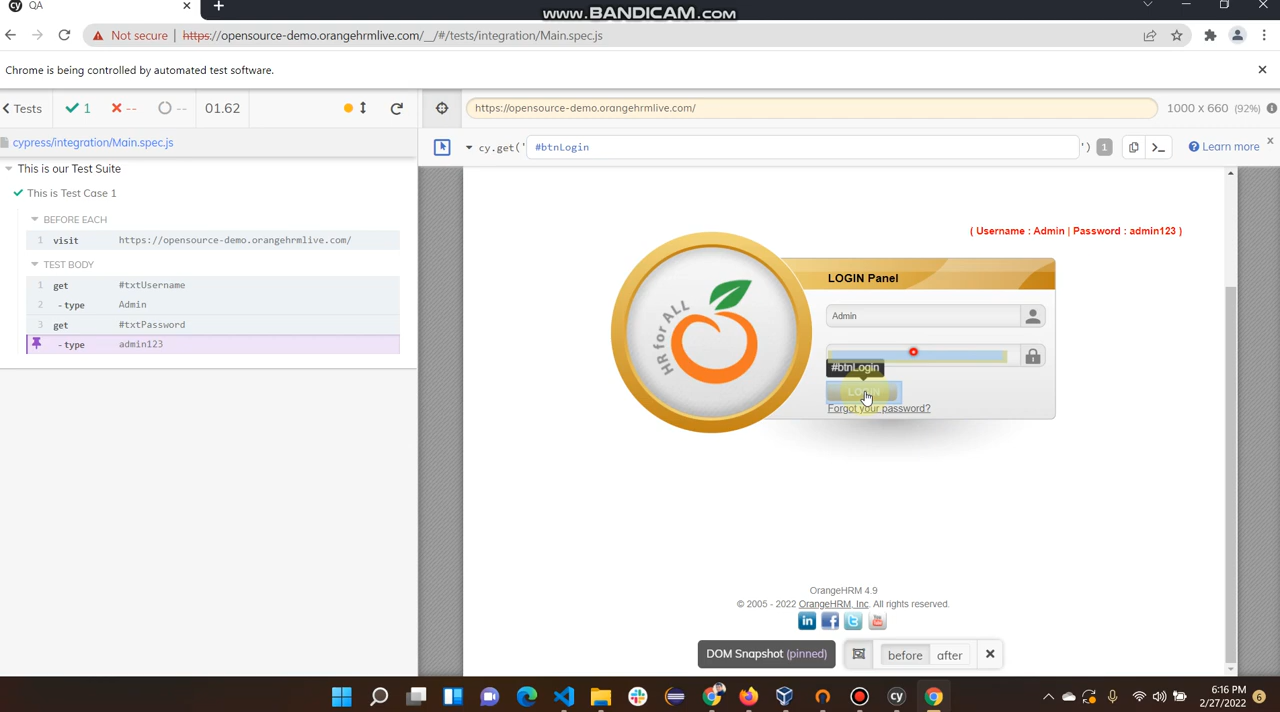 QA
www.BANDICAM.com
Not secure | https://opensource-demo.orangehrmlive.com/__/#/tests/integration/Main.spec.js
Chrome is being controlled by automated test software.
Tests 1 -- -- 01.62
https://opensource-demo.orangehrmlive.com/ 1000 x 660 (92%)
cypress/integration/Main.spec.js
cy.get(' #btnLogin ') 1 Learn more
This is our Test Suite
This is Test Case 1
BEFORE EACH
1 visit https://opensource-demo.orangehrmlive.com/
TEST BODY
1 get #txtUsername
2 -type Admin
3 get #txtPassword
-type admin123
( Username : Admin | Password : admin123 )
HR for ALL
LOGIN Panel
Admin
#btnLogin
LOGIN
Forgot your password?
OrangeHRM 4.9
© 2005 - 2022 OrangeHRM, Inc. All rights reserved.
DOM Snapshot (pinned) before after
6:16 PM
2/27/2022
6